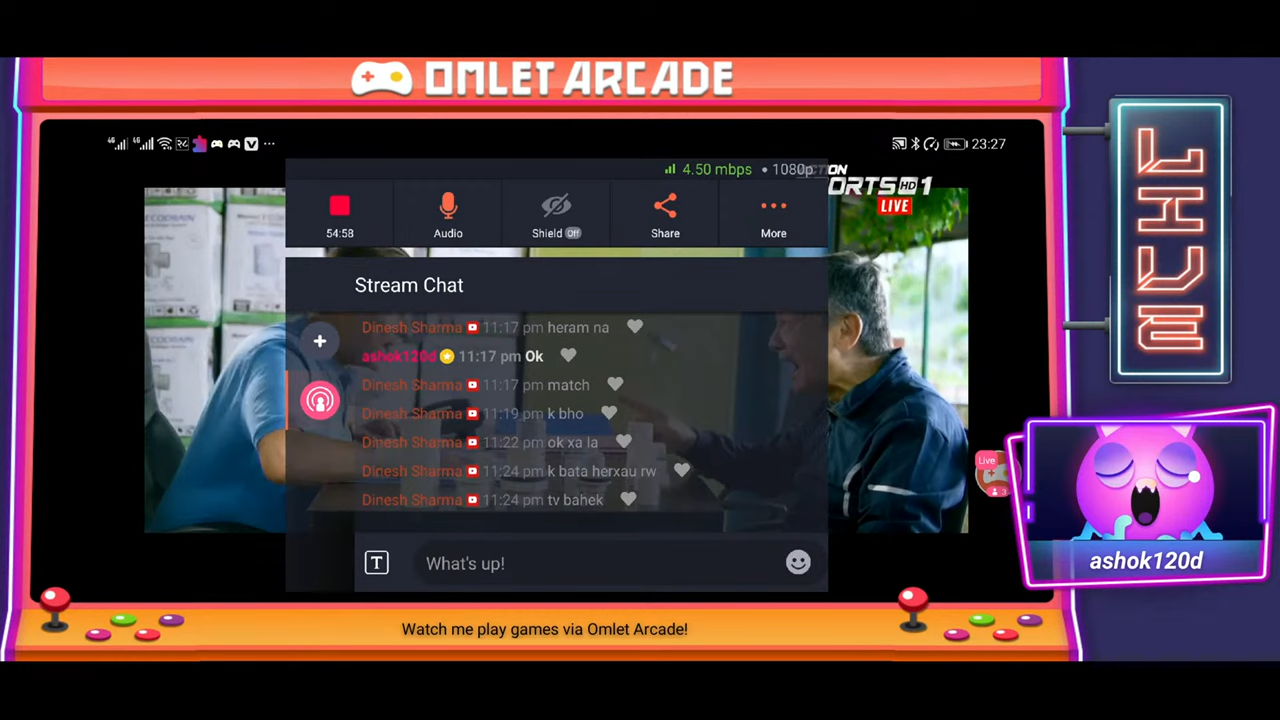 OMLET ARCADE
23:27
4.50 mbps • 1080p
54:58
Audio
Shield Off
Share
More
ORTS HD 1
LIVE
LIVE
Stream Chat
Dinesh Sharma 11:17 pm heram na
ashok120d 11:17 pm Ok
Dinesh Sharma 11:17 pm match
Dinesh Sharma 11:19 pm k bho
Dinesh Sharma 11:22 pm ok xa la
Dinesh Sharma 11:24 pm k bata herxau rw
Dinesh Sharma 11:24 pm tv bahek
T What's up!
Live
3
ashok120d
Watch me play games via Omlet Arcade!